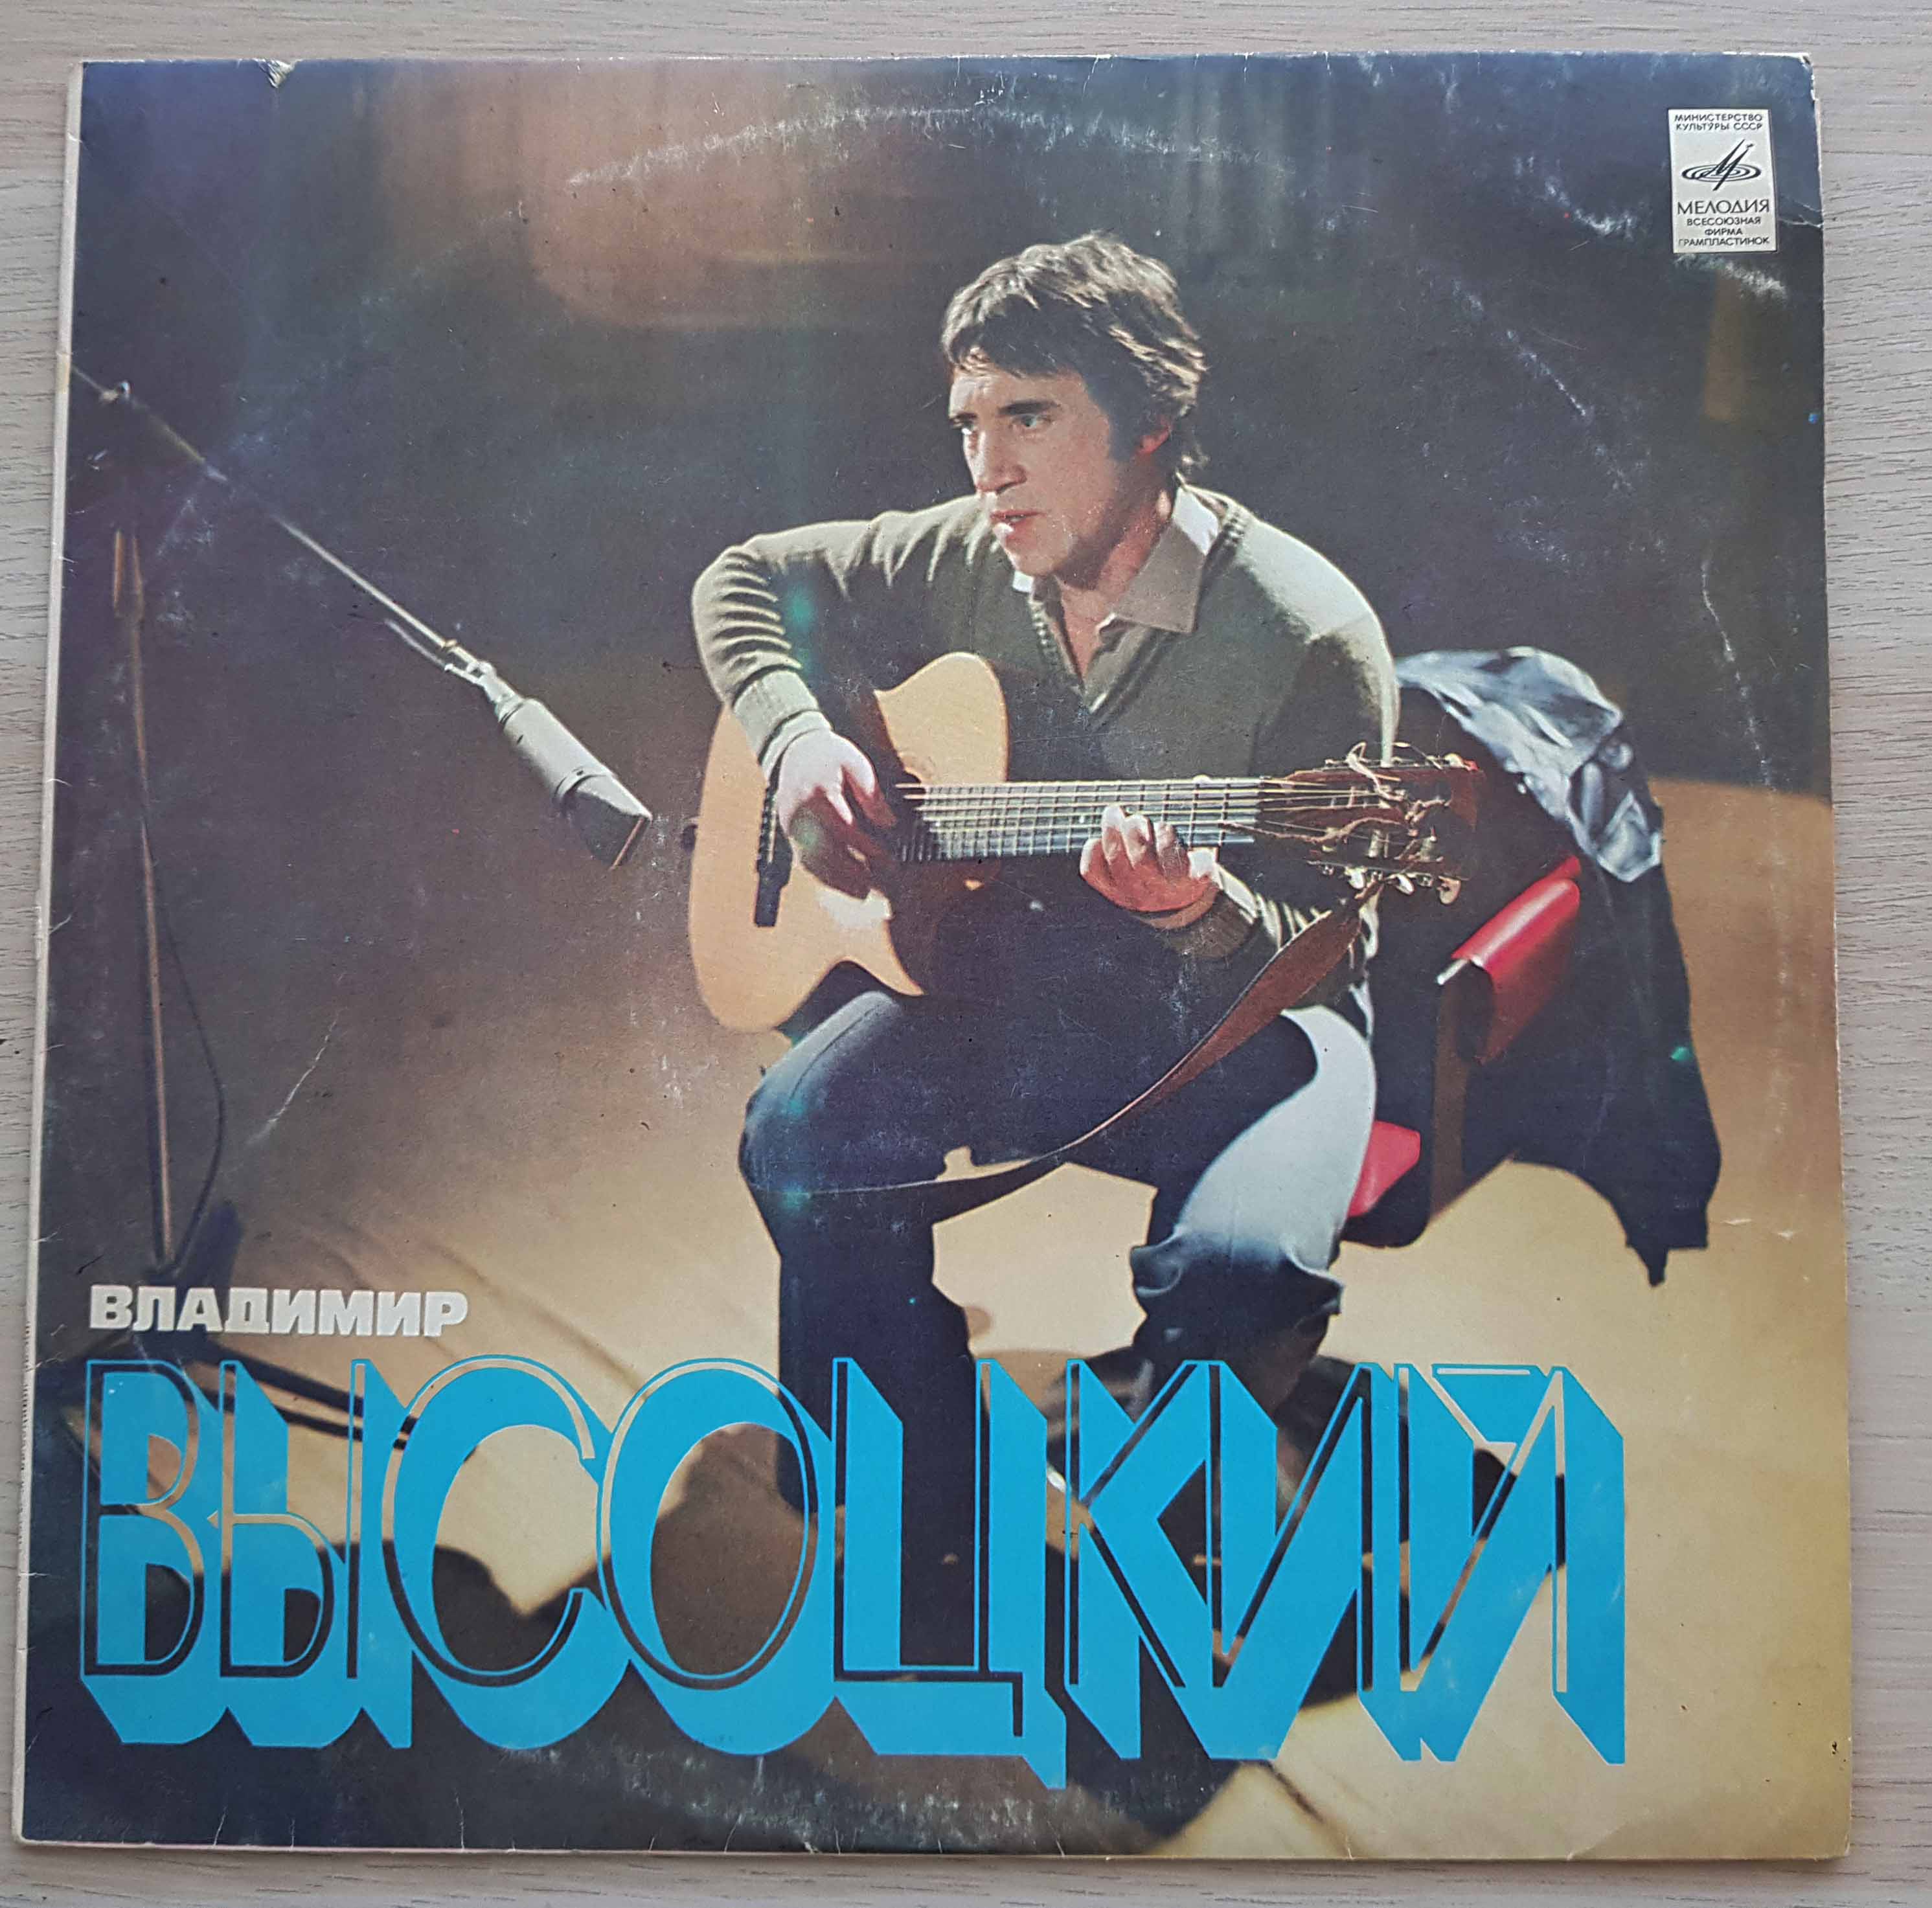 МИНИСТЕРСТВО
КУЛЬТУРЫ СССР
МЕЛОДИЯ
ВСЕСОЮЗНАЯ
ФИРМА
ГРАМПЛАСТИНОК
ВЛАДИМИР
ВЫСОЦКИЙ